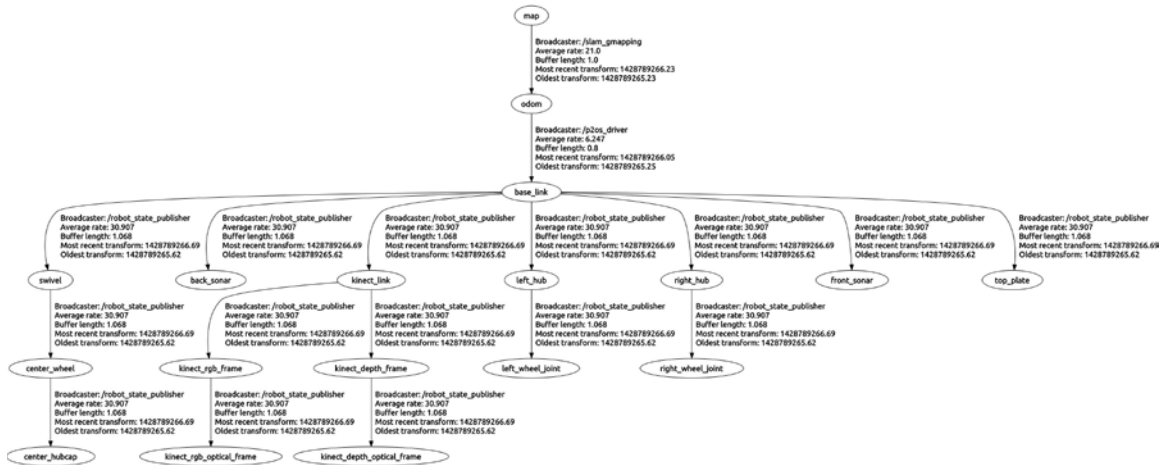 map
Broadcaster: /slam_gmapping
Average rate: 21.0
Buffer length: 1.0
Most recent transform: 1428789266.23
Oldest transform: 1428789265.23
odom
Broadcaster: /p2os_driver
Average rate: 6.247
Buffer length: 0.8
Most recent transform: 1428789266.05
Oldest transform: 1428789265.25
base_link
Broadcaster: /robot_state_publisher
Average rate: 30.907
Buffer length: 1.068
Most recent transform: 1428789266.69
Oldest transform: 1428789265.62
Broadcaster: /robot_state_publisher
Average rate: 30.907
Buffer length: 1.068
Most recent transform: 1428789266.69
Oldest transform: 1428789265.62
Broadcaster: /robot_state_publisher
Average rate: 30.907
Buffer length: 1.068
Most recent transform: 1428789266.69
Oldest transform: 1428789265.62
Broadcaster: /robot_state_publisher
Average rate: 30.907
Buffer length: 1.068
Most recent transform: 1428789266.69
Oldest transform: 1428789265.62
Broadcaster: /robot_state_publisher
Average rate: 30.907
Buffer length: 1.068
Most recent transform: 1428789266.69
Oldest transform: 1428789265.62
Broadcaster: /robot_state_publisher
Average rate: 30.907
Buffer length: 1.068
Most recent transform: 1428789266.69
Oldest transform: 1428789265.62
Broadcaster: /robot_state_publisher
Average rate: 30.907
Buffer length: 1.068
Most recent transform: 1428789266.69
Oldest transform: 1428789265.62
swivel
back_sonar
kinect_link
left_hub
right_hub
front_sonar
top_plate
Broadcaster: /robot_state_publisher
Average rate: 30.907
Buffer length: 1.068
Most recent transform: 1428789266.69
Oldest transform: 1428789265.62
Broadcaster: /robot_state_publisher
Average rate: 30.907
Buffer length: 1.068
Most recent transform: 1428789266.69
Oldest transform: 1428789265.62
Broadcaster: /robot_state_publisher
Average rate: 30.907
Buffer length: 1.068
Most recent transform: 1428789266.69
Oldest transform: 1428789265.62
Broadcaster: /robot_state_publisher
Average rate: 30.907
Buffer length: 1.068
Most recent transform: 1428789266.69
Oldest transform: 1428789265.62
Broadcaster: /robot_state_publisher
Average rate: 30.907
Buffer length: 1.068
Most recent transform: 1428789266.69
Oldest transform: 1428789265.62
center_wheel
kinect_rgb_frame
kinect_depth_frame
left_wheel_joint
right_wheel_joint
Broadcaster: /robot_state_publisher
Average rate: 30.907
Buffer length: 1.068
Most recent transform: 1428789266.69
Oldest transform: 1428789265.62
Broadcaster: /robot_state_publisher
Average rate: 30.907
Buffer length: 1.068
Most recent transform: 1428789266.69
Oldest transform: 1428789265.62
Broadcaster: /robot_state_publisher
Average rate: 30.907
Buffer length: 1.068
Most recent transform: 1428789266.69
Oldest transform: 1428789265.62
center_hubcap
kinect_rgb_optical_frame
kinect_depth_optical_frame